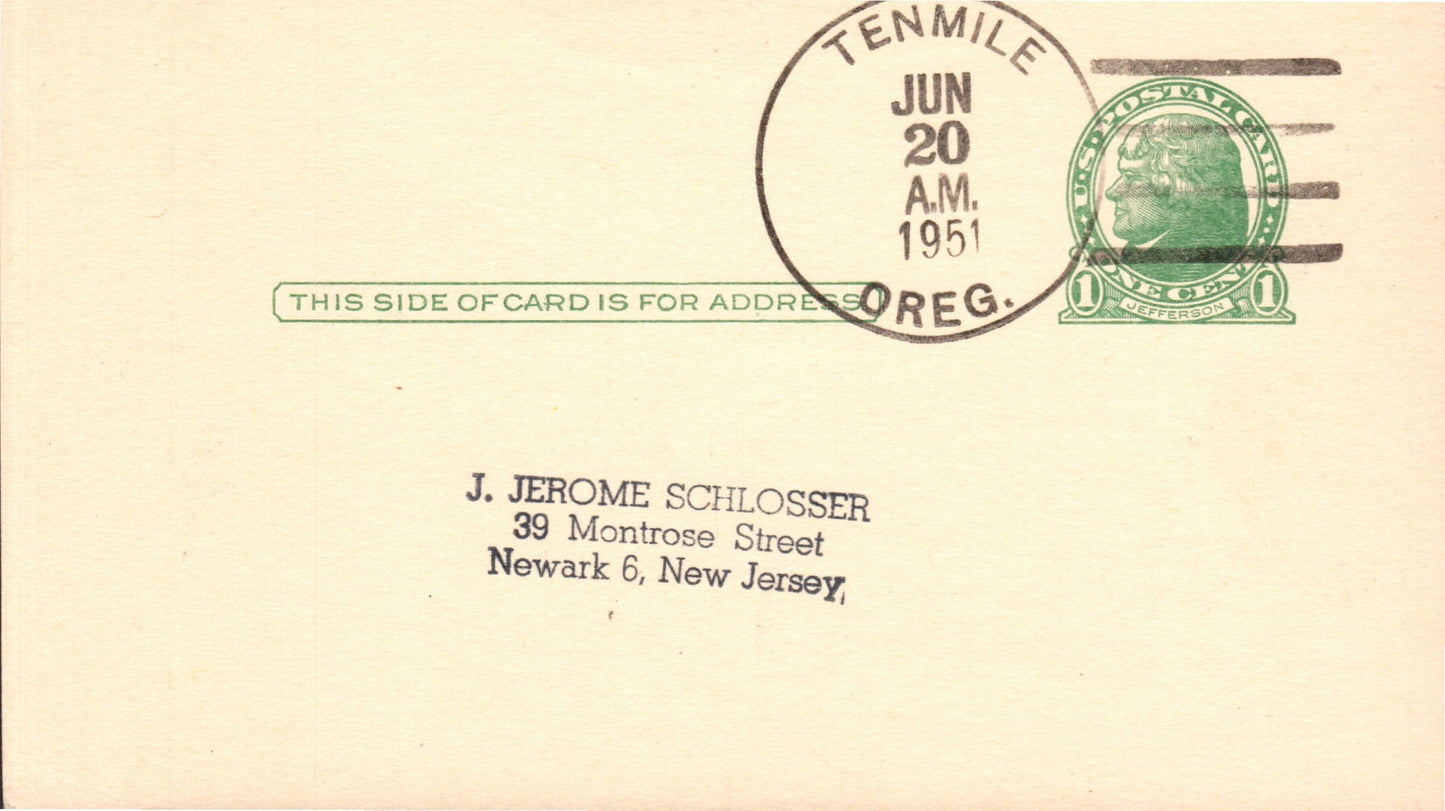 TENMILE
JUN
20
A.M.
1951
OREG.
U.S. POSTAL CARD
ONE CENT
1 JEFFERSON 1
THIS SIDE OF CARD IS FOR ADDRESS
J. JEROME SCHLOSSER
39 Montrose Street
Newark 6, New Jersey,